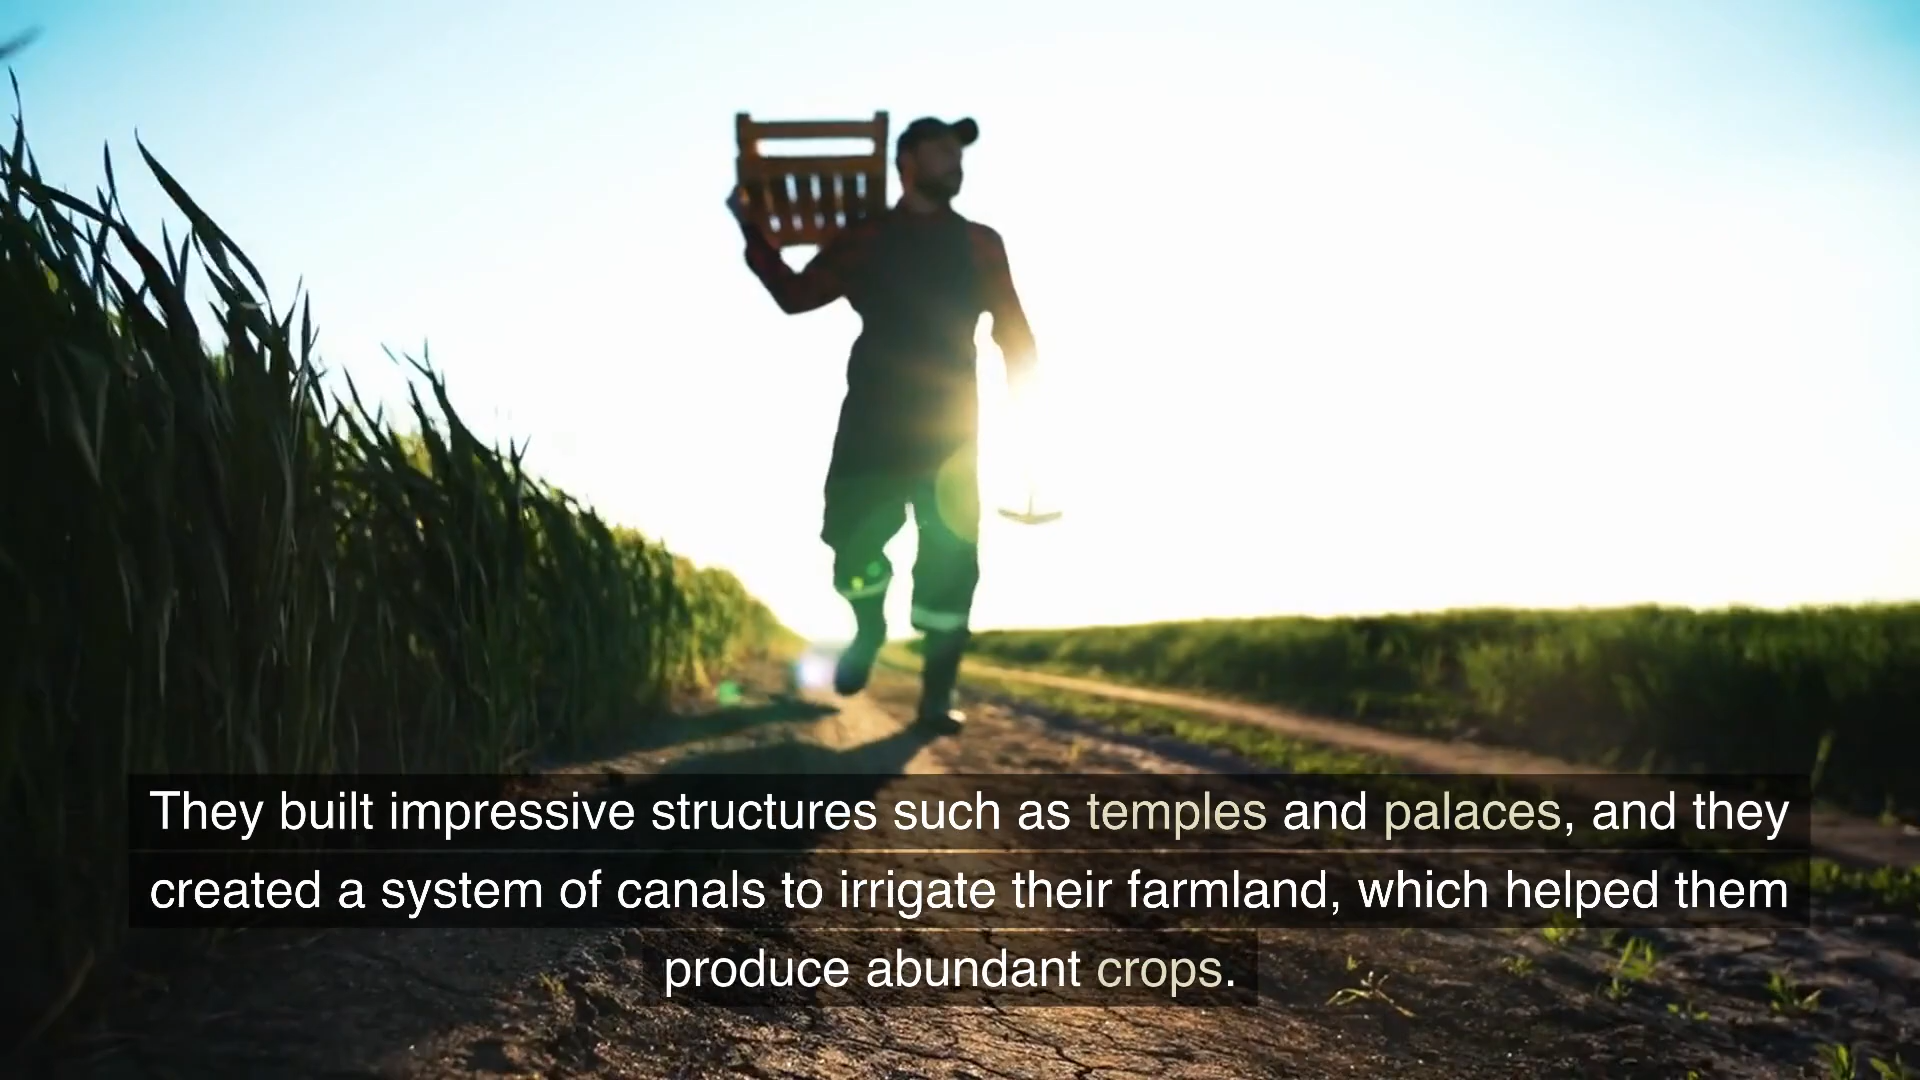 They built impressive structures such as temples and palaces, and they
created a system of canals to irrigate their farmland, which helped them
produce abundant crops.